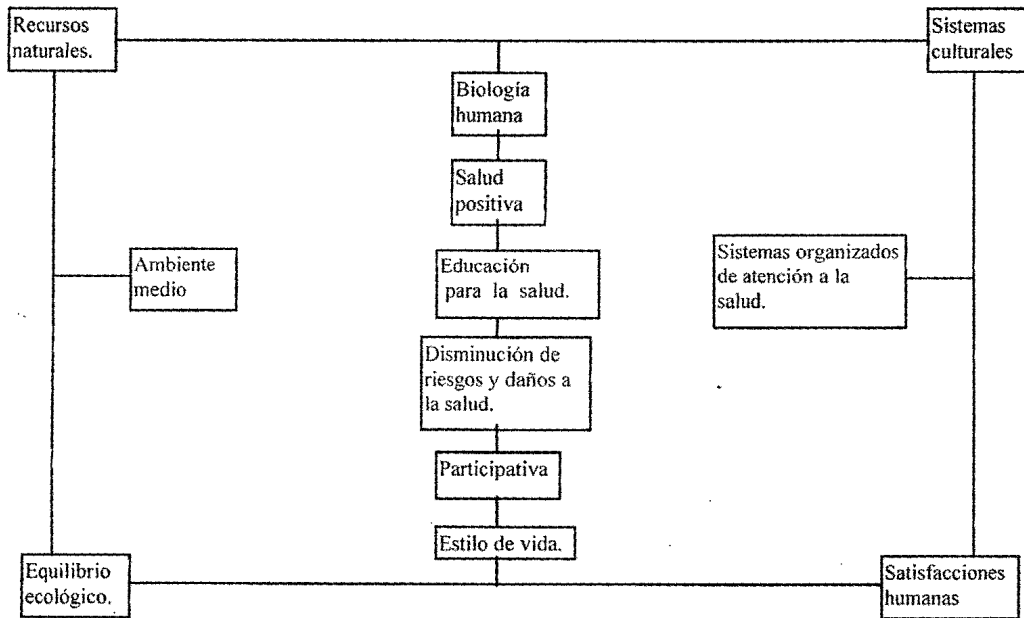 Recursos
naturales.
Sistemas
culturales
Biología
humana
Salud
positiva
Ambiente
medio
Educación
para la salud.
Sistemas organizados
de atención a la
salud.
Disminución de
riesgos y daños a
la salud.
Participativa
Estilo de vida.
Equilibrio
ecológico.
Satisfacciones
humanas